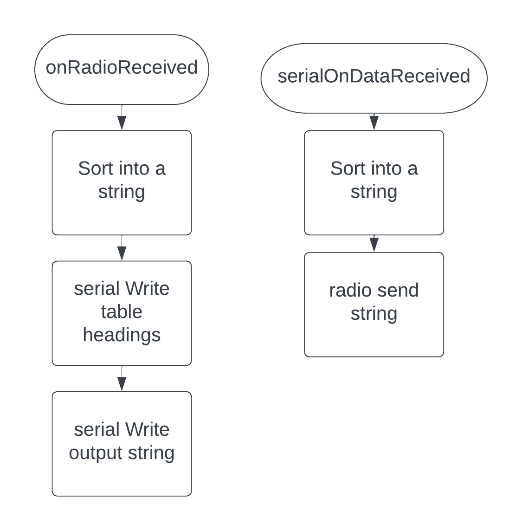 onRadioReceived
Sort into a
string
serial Write
table
headings
serial Write
output string
serialOnDataReceived
Sort into a
string
radio send
string